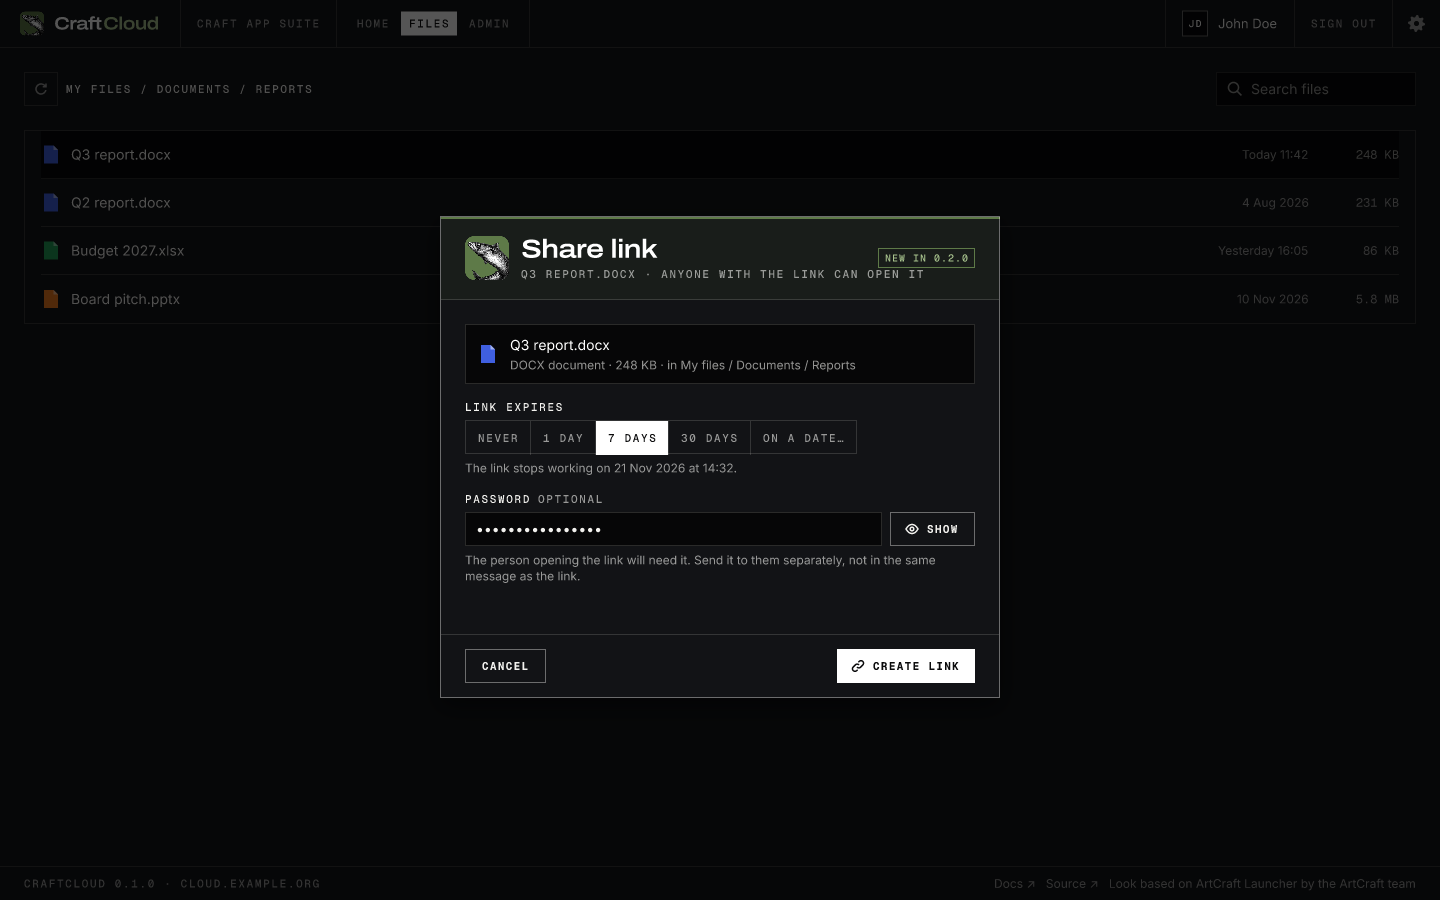 CraftCloud CRAFT APP SUITE HOME FILES ADMIN JD John Doe SIGN OUT
MY FILES / DOCUMENTS / REPORTS Search files
Q3 report.docx Today 11:42 248 KB
Q2 report.docx 4 Aug 2026 231 KB
Budget 2027.xlsx Yesterday 16:05 86 KB
Board pitch.pptx 10 Nov 2026 5.8 MB
Share link
NEW IN 0.2.0
Q3 REPORT.DOCX · ANYONE WITH THE LINK CAN OPEN IT
Q3 report.docx
DOCX document · 248 KB · in My files / Documents / Reports
LINK EXPIRES
NEVER 1 DAY 7 DAYS 30 DAYS ON A DATE…
The link stops working on 21 Nov 2026 at 14:32.
PASSWORD OPTIONAL
•••••••••••••••• SHOW
The person opening the link will need it. Send it to them separately, not in the same
message as the link.
CANCEL CREATE LINK
CRAFTCLOUD 0.1.0 · CLOUD.EXAMPLE.ORG Docs ↗ Source ↗ Look based on ArtCraft Launcher by the ArtCraft team